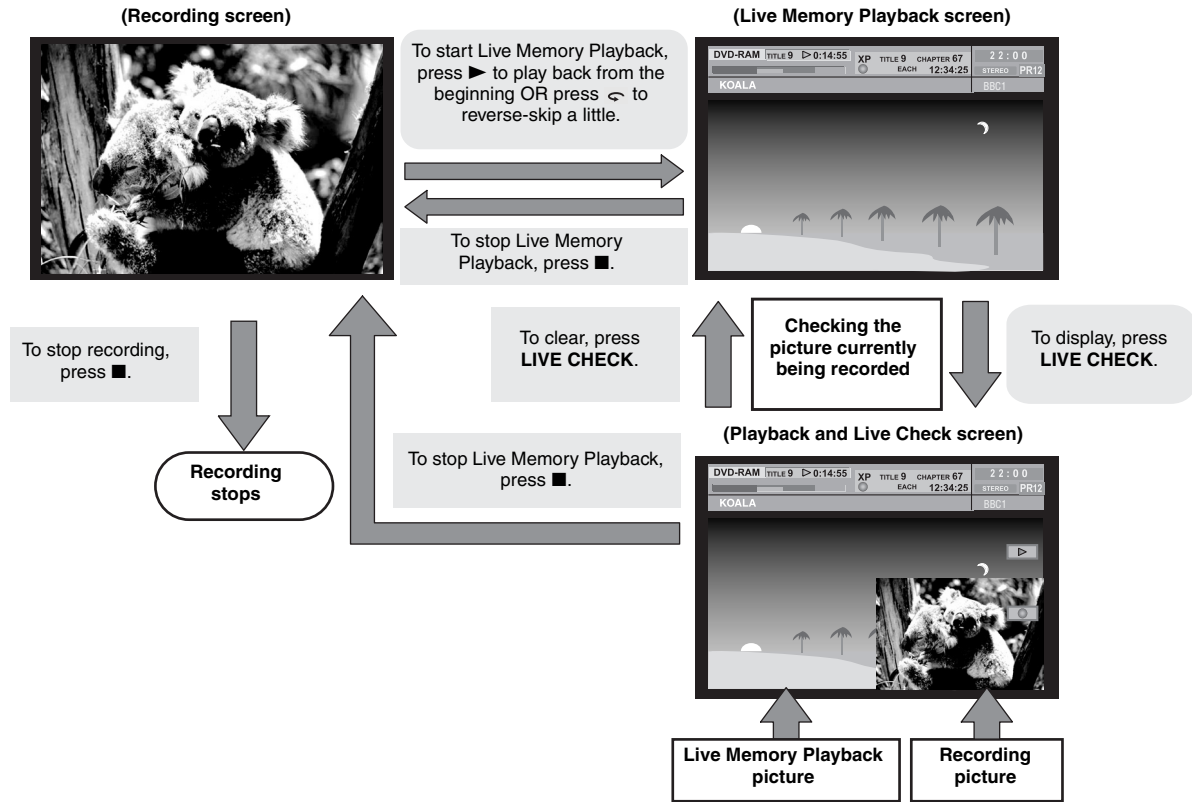 (Recording screen)
To start Live Memory Playback,
press ► to play back from the
beginning OR press ⤿ to
reverse-skip a little.
(Live Memory Playback screen)
DVD-RAM TITLE 9 ▷ 0:14:55
XP TITLE 9 CHAPTER 67
EACH 12:34:25
22:00
STEREO PR12
KOALA
BBC1
To stop Live Memory
Playback, press ■.
To stop recording,
press ■.
Recording
stops
To clear, press
LIVE CHECK.
Checking the
picture currently
being recorded
To display, press
LIVE CHECK.
To stop Live Memory Playback,
press ■.
(Playback and Live Check screen)
DVD-RAM TITLE 9 ▷ 0:14:55
XP TITLE 9 CHAPTER 67
EACH 12:34:25
22:00
STEREO PR12
KOALA
BBC1
Live Memory Playback
picture
Recording
picture